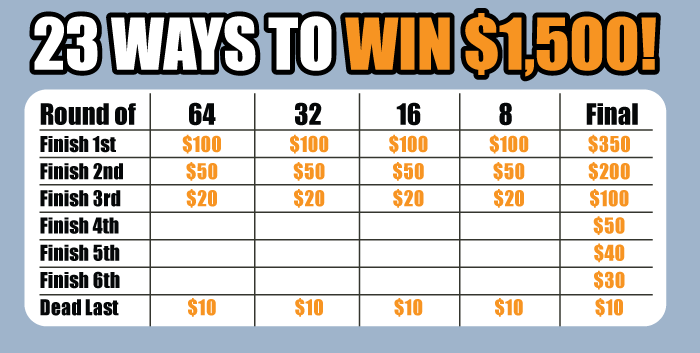 23 WAYS TO WIN $1,500!
Round of 64 32 16 8 Final
Finish 1st $100 $100 $100 $100 $350
Finish 2nd $50 $50 $50 $50 $200
Finish 3rd $20 $20 $20 $20 $100
Finish 4th $50
Finish 5th $40
Finish 6th $30
Dead Last $10 $10 $10 $10 $10